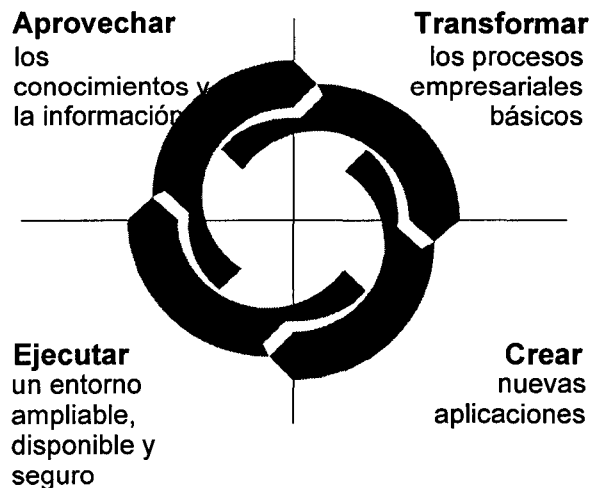 Aprovechar
los
conocimientos y
la información
Transformar
los procesos
empresariales
básicos
Ejecutar
un entorno
ampliable,
disponible y
seguro
Crear
nuevas
aplicaciones